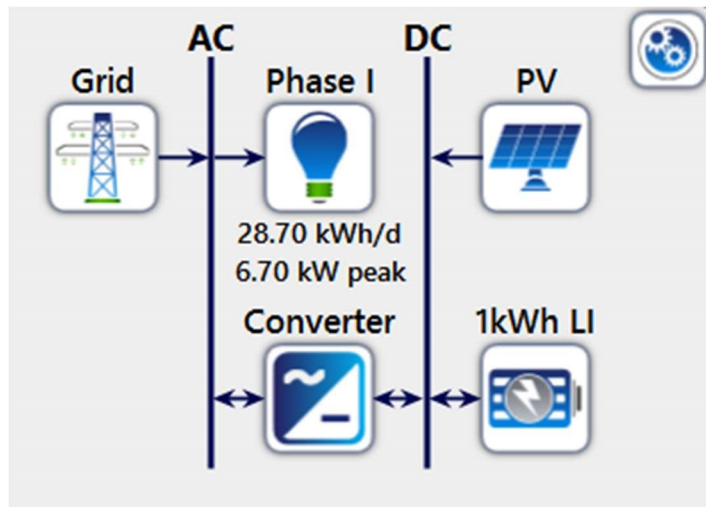 AC DC
Grid Phase I PV
28.70 kWh/d
6.70 kW peak
Converter 1kWh LI